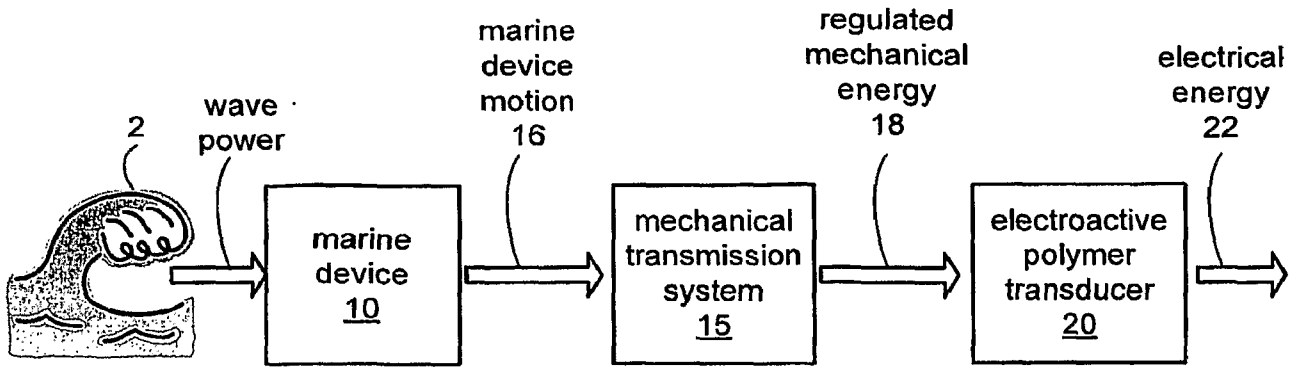 2
wave
power
marine
device
10
marine
device
motion
16
mechanical
transmission
system
15
regulated
mechanical
energy
18
electroactive
polymer
transducer
20
electrical
energy
22